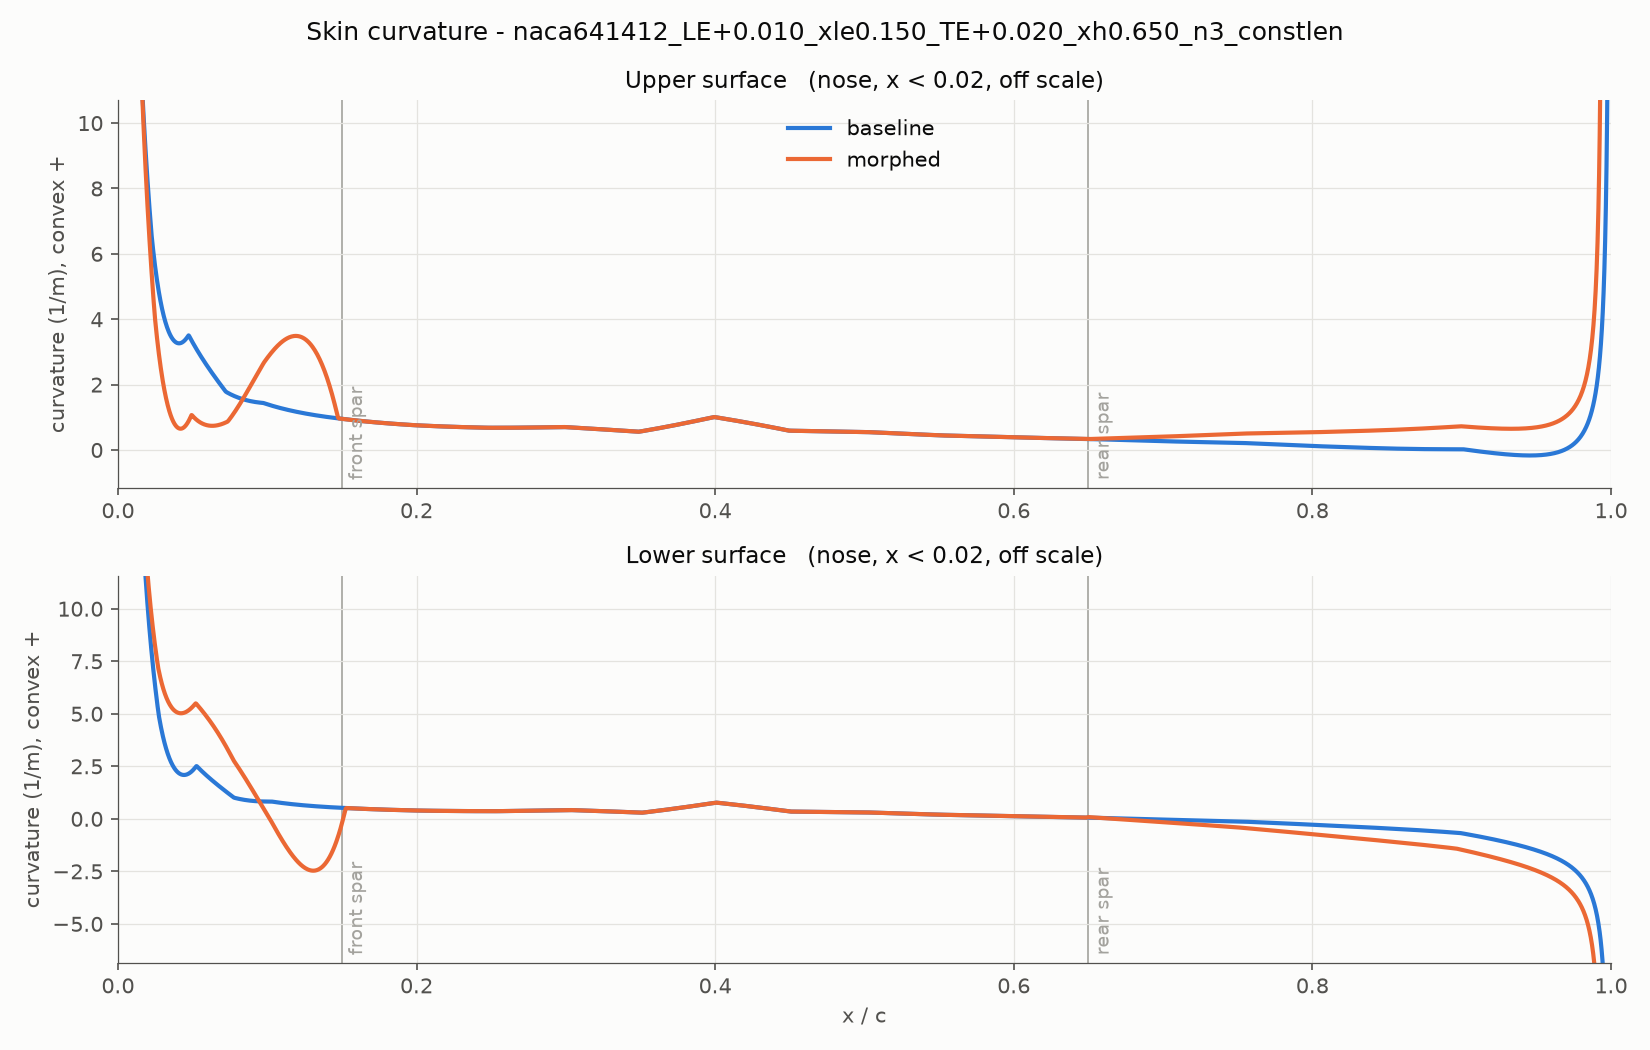 Skin curvature - naca641412_LE+0.010_xle0.150_TE+0.020_xh0.650_n3_constlen
Upper surface   (nose, x < 0.02, off scale)
curvature (1/m), convex +
10
8
6
4
2
0
baseline
morphed
front spar
rear spar
0.0 0.2 0.4 0.6 0.8 1.0
Lower surface   (nose, x < 0.02, off scale)
curvature (1/m), convex +
10.0
7.5
5.0
2.5
0.0
−2.5
−5.0
front spar
rear spar
0.0 0.2 0.4 0.6 0.8 1.0
x / c